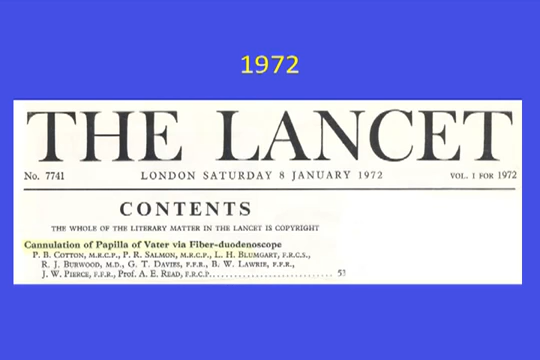 1972
THE LANCET
No. 7741 LONDON SATURDAY 8 JANUARY 1972 VOL. 1 FOR 1972
CONTENTS
THE WHOLE OF THE LITERARY MATTER IN THE LANCET IS COPYRIGHT
Cannulation of Papilla of Vater via Fiber-duodenoscope
P. B. COTTON, M.R.C.P., P. R. SALMON, M.R.C.P., L. H. BLUMGART, F.R.C.S.,
R. J. BURWOOD, M.D., G. T. DAVIES, F.F.R., B. W. LAWRIE, F.F.R.,
J. W. PIERCE, F.F.R., Prof. A. E. READ, F.R.C.P.............................. 53